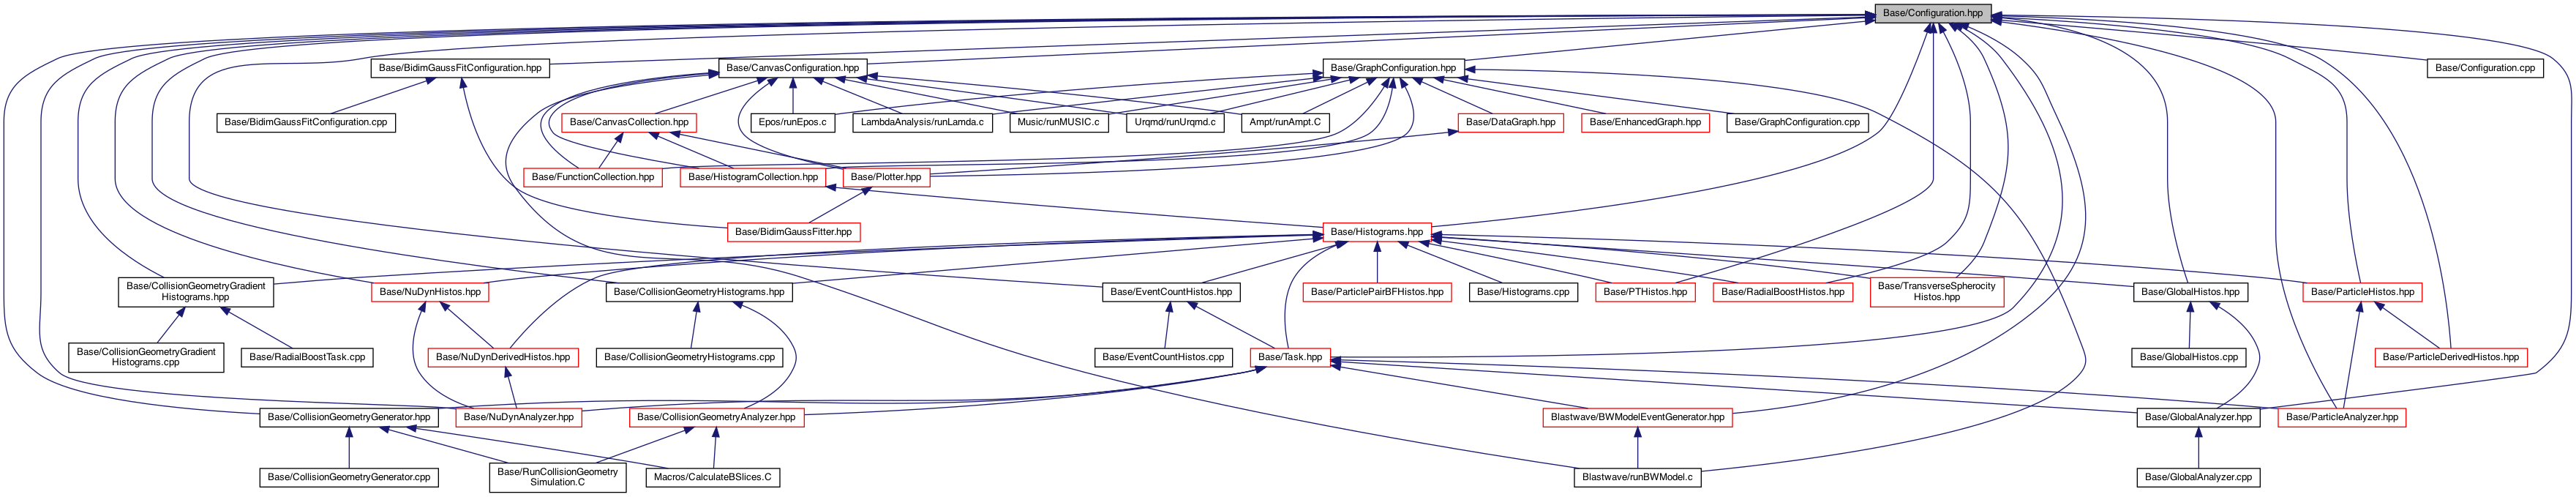 Base/Configuration.hpp
Base/BidimGaussFitConfiguration.hpp
Base/CanvasConfiguration.hpp
Base/GraphConfiguration.hpp
Base/Configuration.cpp
Base/BidimGaussFitConfiguration.cpp
Base/CanvasCollection.hpp
Epos/runEpos.c
LambdaAnalysis/runLamda.c
Music/runMUSIC.c
Urqmd/runUrqmd.c
Ampt/runAmpt.C
Base/DataGraph.hpp
Base/EnhancedGraph.hpp
Base/GraphConfiguration.cpp
Base/FunctionCollection.hpp
Base/HistogramCollection.hpp
Base/Plotter.hpp
Base/BidimGaussFitter.hpp
Base/Histograms.hpp
Base/CollisionGeometryGradient
Histograms.hpp
Base/NuDynHistos.hpp
Base/CollisionGeometryHistograms.hpp
Base/EventCountHistos.hpp
Base/ParticlePairBFHistos.hpp
Base/Histograms.cpp
Base/PTHistos.hpp
Base/RadialBoostHistos.hpp
Base/TransverseSpherocity
Histos.hpp
Base/GlobalHistos.hpp
Base/ParticleHistos.hpp
Base/CollisionGeometryGradient
Histograms.cpp
Base/RadialBoostTask.cpp
Base/NuDynDerivedHistos.hpp
Base/CollisionGeometryHistograms.cpp
Base/EventCountHistos.cpp
Base/Task.hpp
Base/GlobalHistos.cpp
Base/ParticleDerivedHistos.hpp
Base/CollisionGeometryGenerator.hpp
Base/NuDynAnalyzer.hpp
Base/CollisionGeometryAnalyzer.hpp
Blastwave/BWModelEventGenerator.hpp
Base/GlobalAnalyzer.hpp
Base/ParticleAnalyzer.hpp
Base/CollisionGeometryGenerator.cpp
Base/RunCollisionGeometry
Simulation.C
Macros/CalculateBSlices.C
Blastwave/runBWModel.c
Base/GlobalAnalyzer.cpp